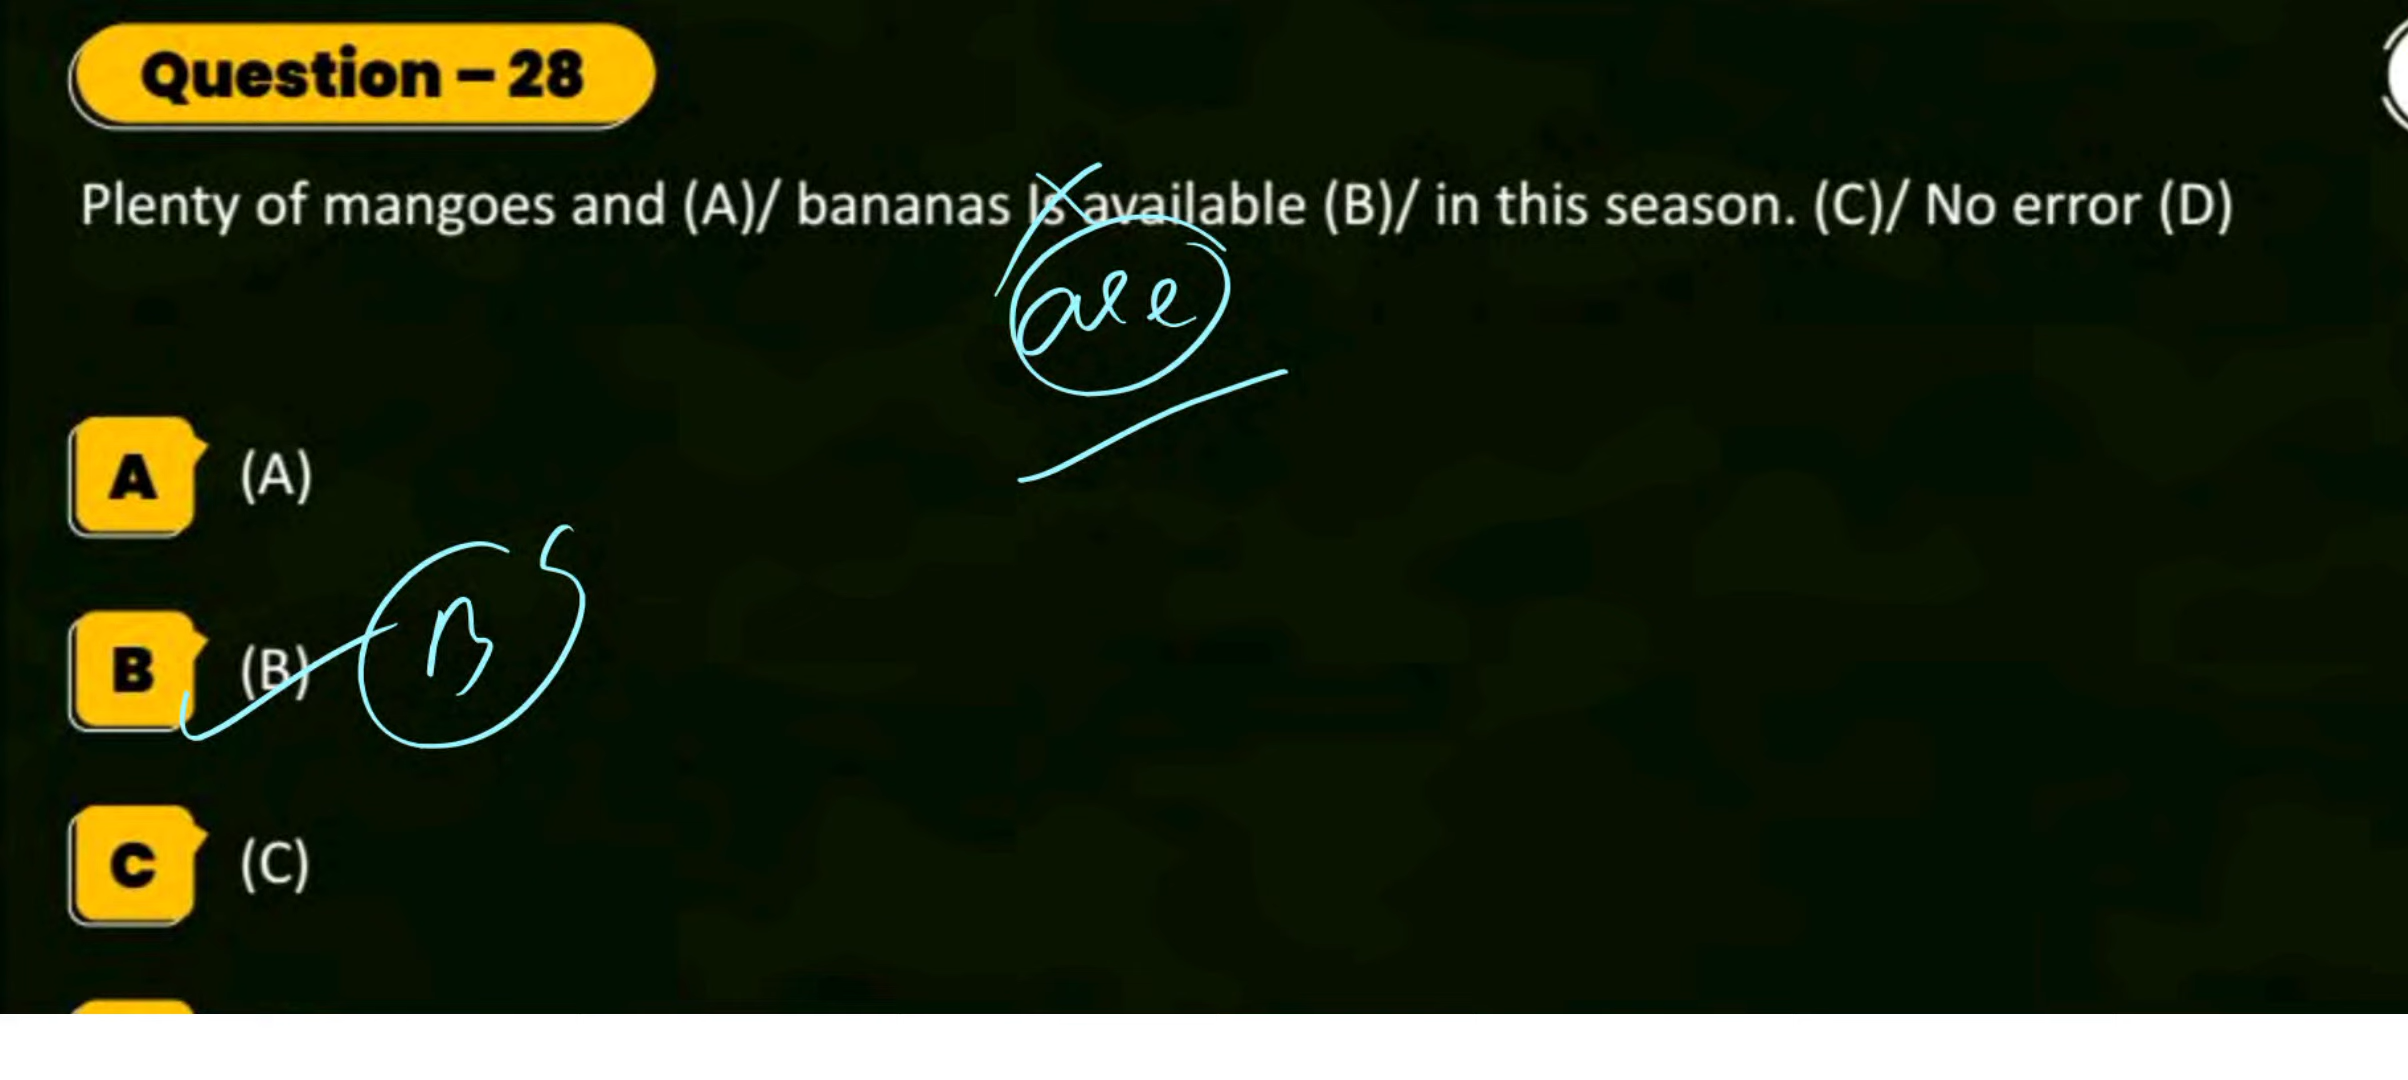 Question – 28
Plenty of mangoes and (A)/ bananas Is available (B)/ in this season. (C)/ No error (D)
are
A (A)
B (B) B
C (C)